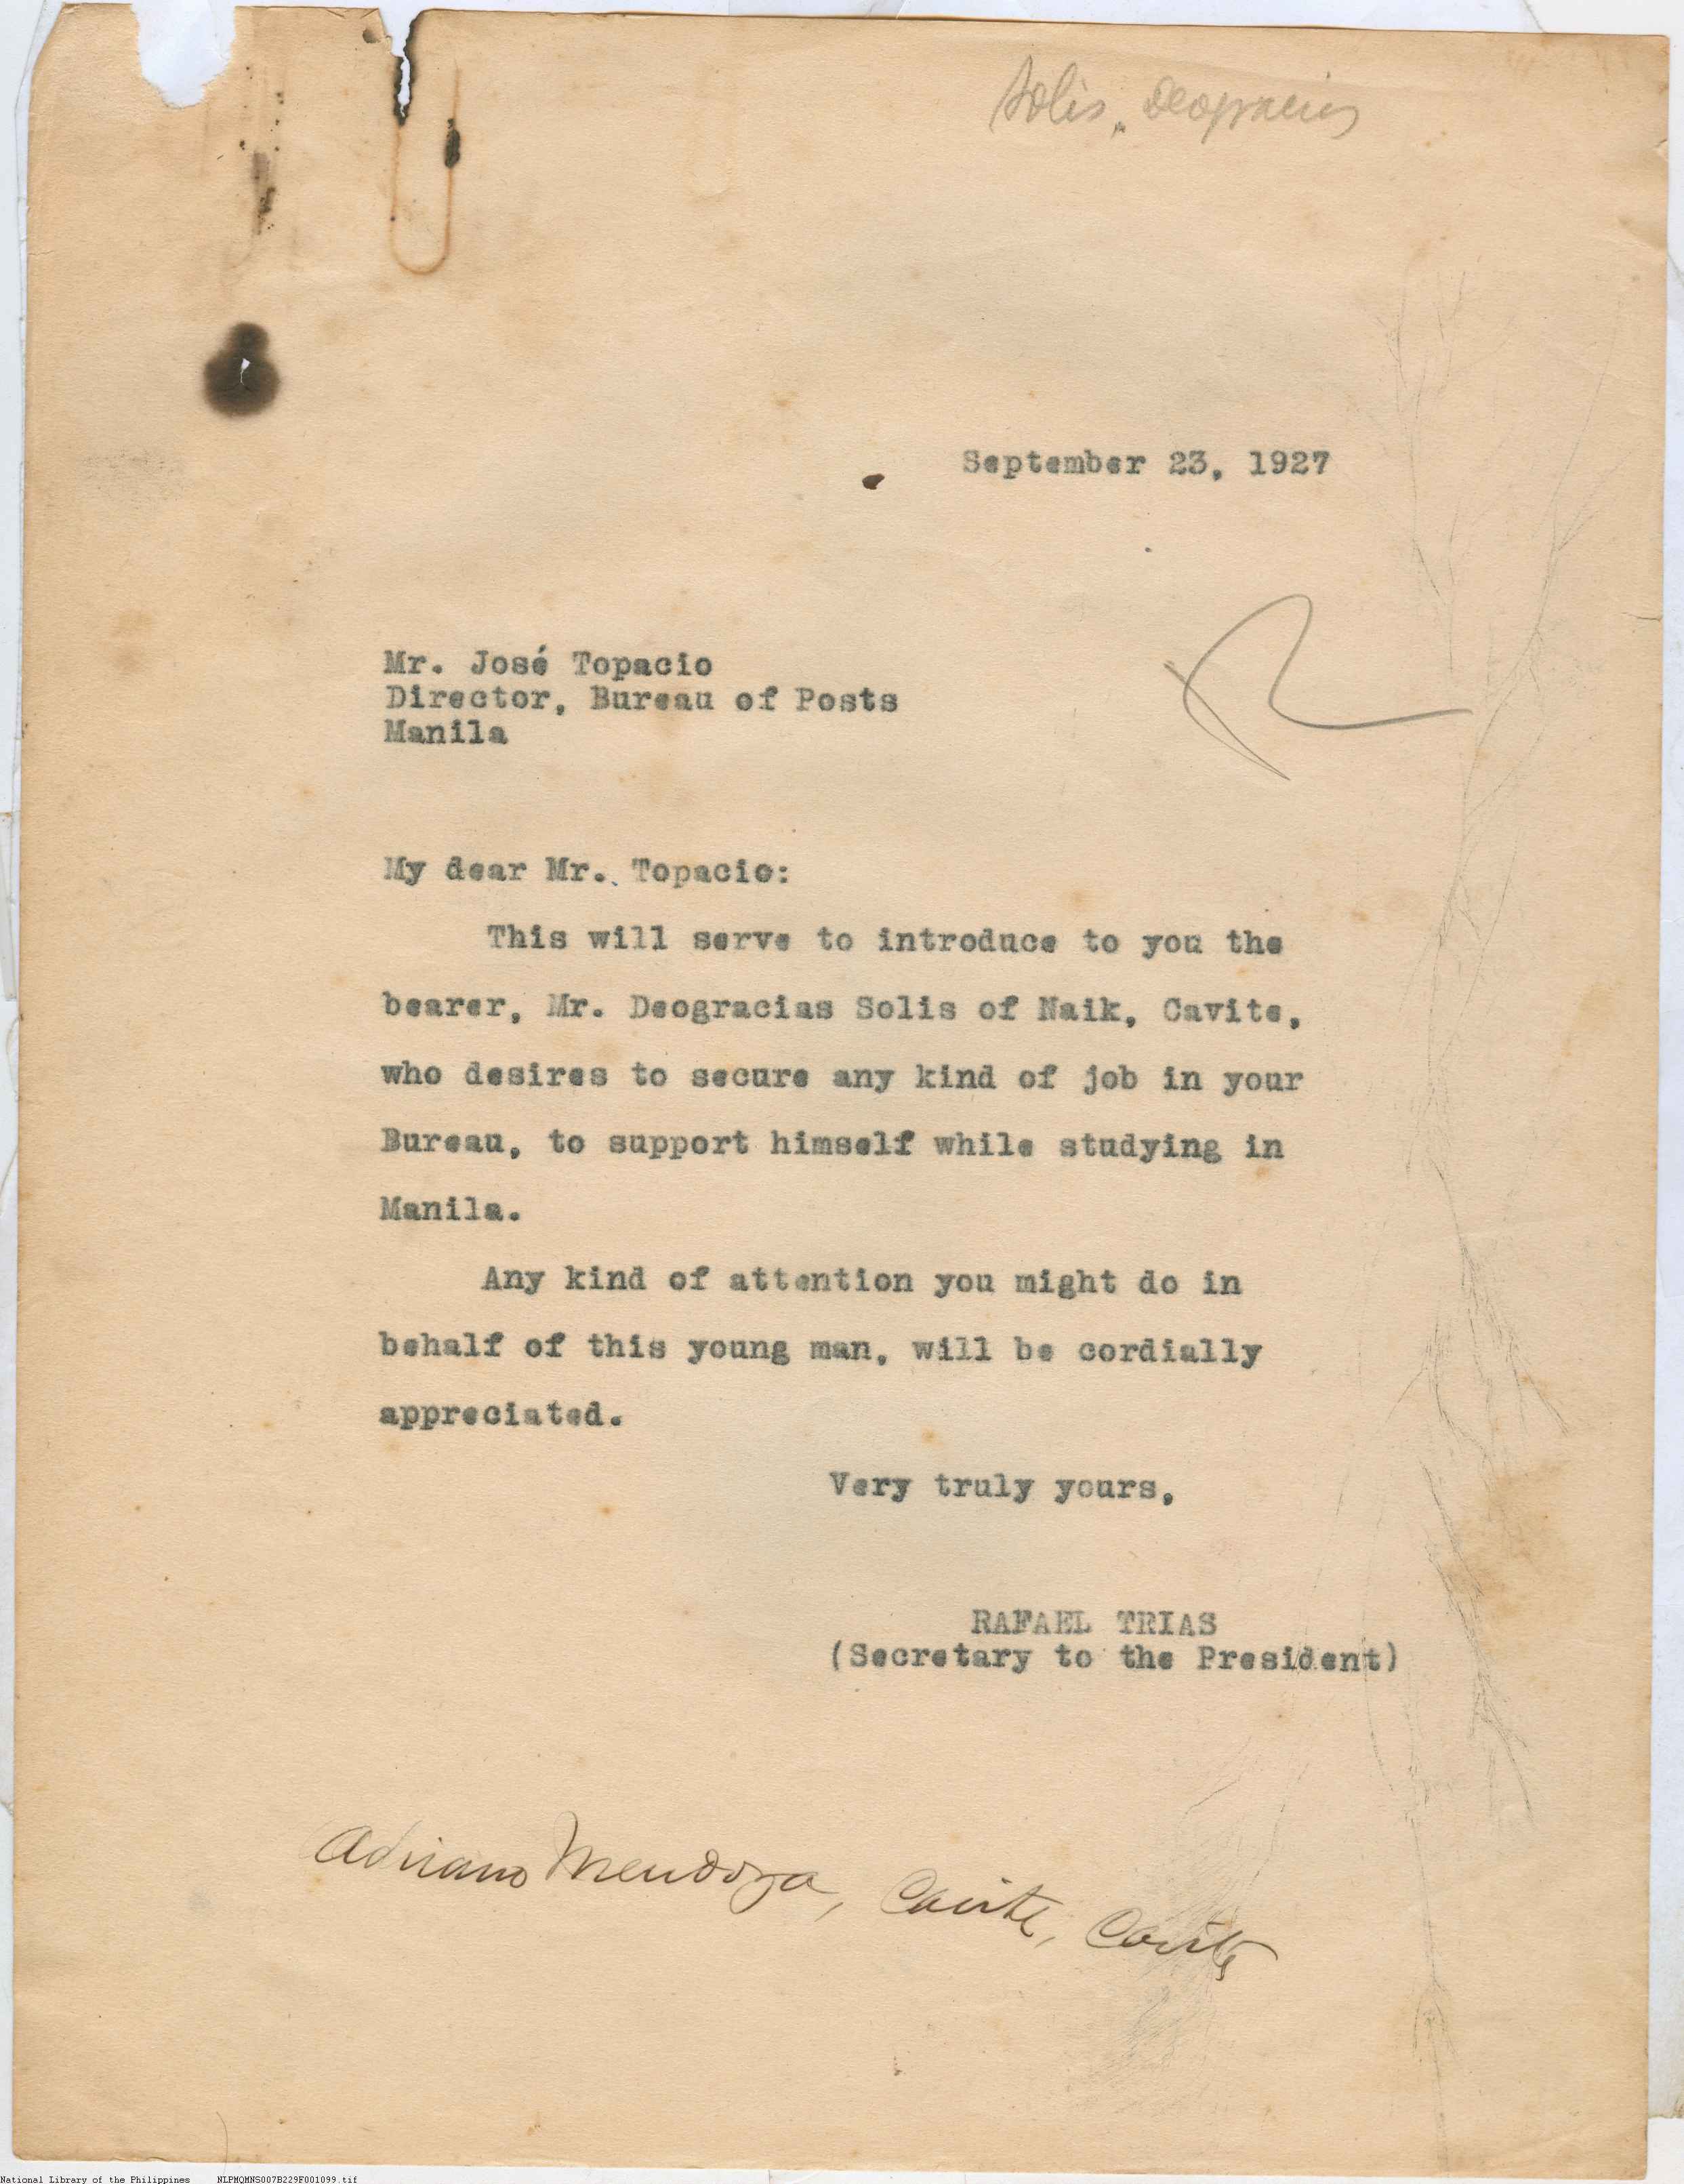 Solis, Deogracias
September 23, 1927
Mr. José Topacio
Director, Bureau of Posts
Manila
My dear Mr. Topacio:
This will serve to introduce to you the
bearer, Mr. Deogracias Solis of Naik, Cavite,
who desires to secure any kind of job in your
Bureau, to support himself while studying in
Manila.
Any kind of attention you might do in
behalf of this young man, will be cordially
appreciated.
Very truly yours,
RAFAEL TRIAS
(Secretary to the President)
Adriano Mendoza, Cavite, Cavite
National Library of the Philippines NLPMQMNS007B229F001099.tif